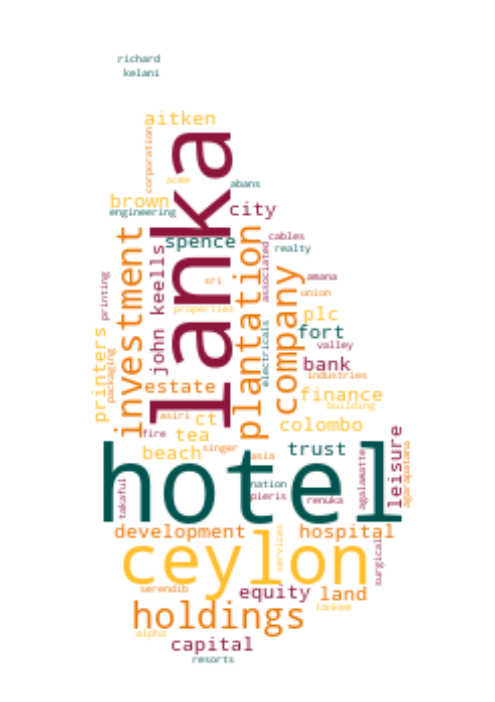 richard
kelani
aitken
corporation
acme
lanka
abans
brown
engineering
city
spence
cables
realty
investment
john keells
plantation
associated
company
sri
amana
printing
union
properties
plc
fort
electricals
valley
printers
packaging
bank
industries
estate
finance
building
asiri
ct
colombo
fire
tea
beach
singer
asia
trust
leisure
hotel
agalawatte
agarapatana
takaful
nation
pieris
renuka
development
hospital
ceylon
services
surgical
serendib
equity
land
holdings
lankem
alpha
capital
resorts